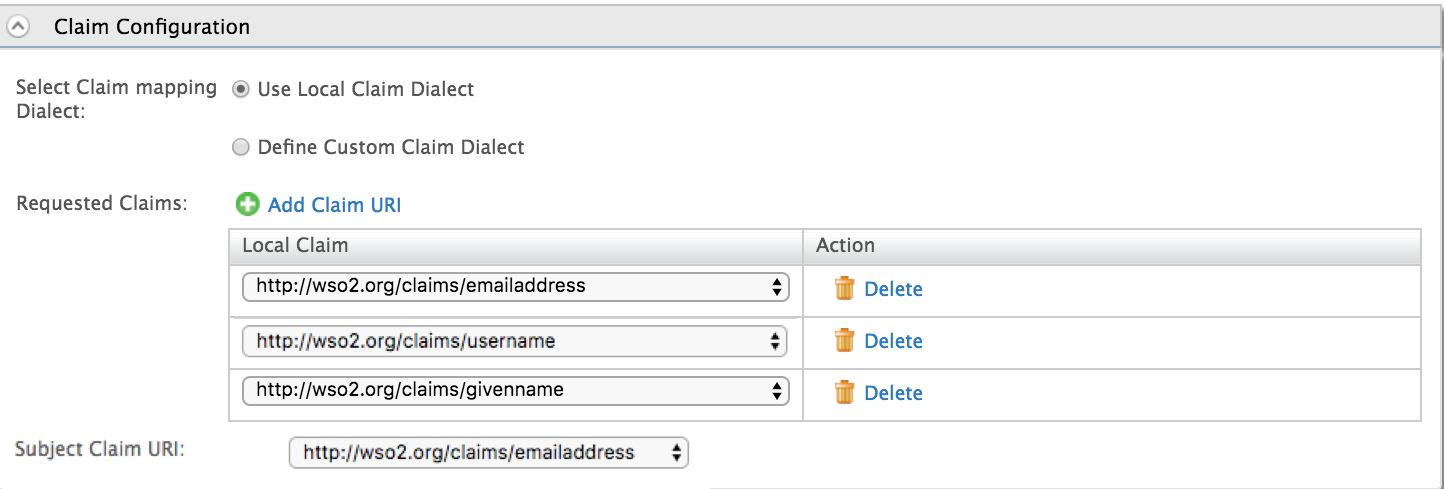 Claim Configuration
Select Claim mapping
Dialect:
Use Local Claim Dialect
Define Custom Claim Dialect
Requested Claims:
Add Claim URI
Local Claim
Action
http://wso2.org/claims/emailaddress
Delete
http://wso2.org/claims/username
Delete
http://wso2.org/claims/givenname
Delete
Subject Claim URI:
http://wso2.org/claims/emailaddress